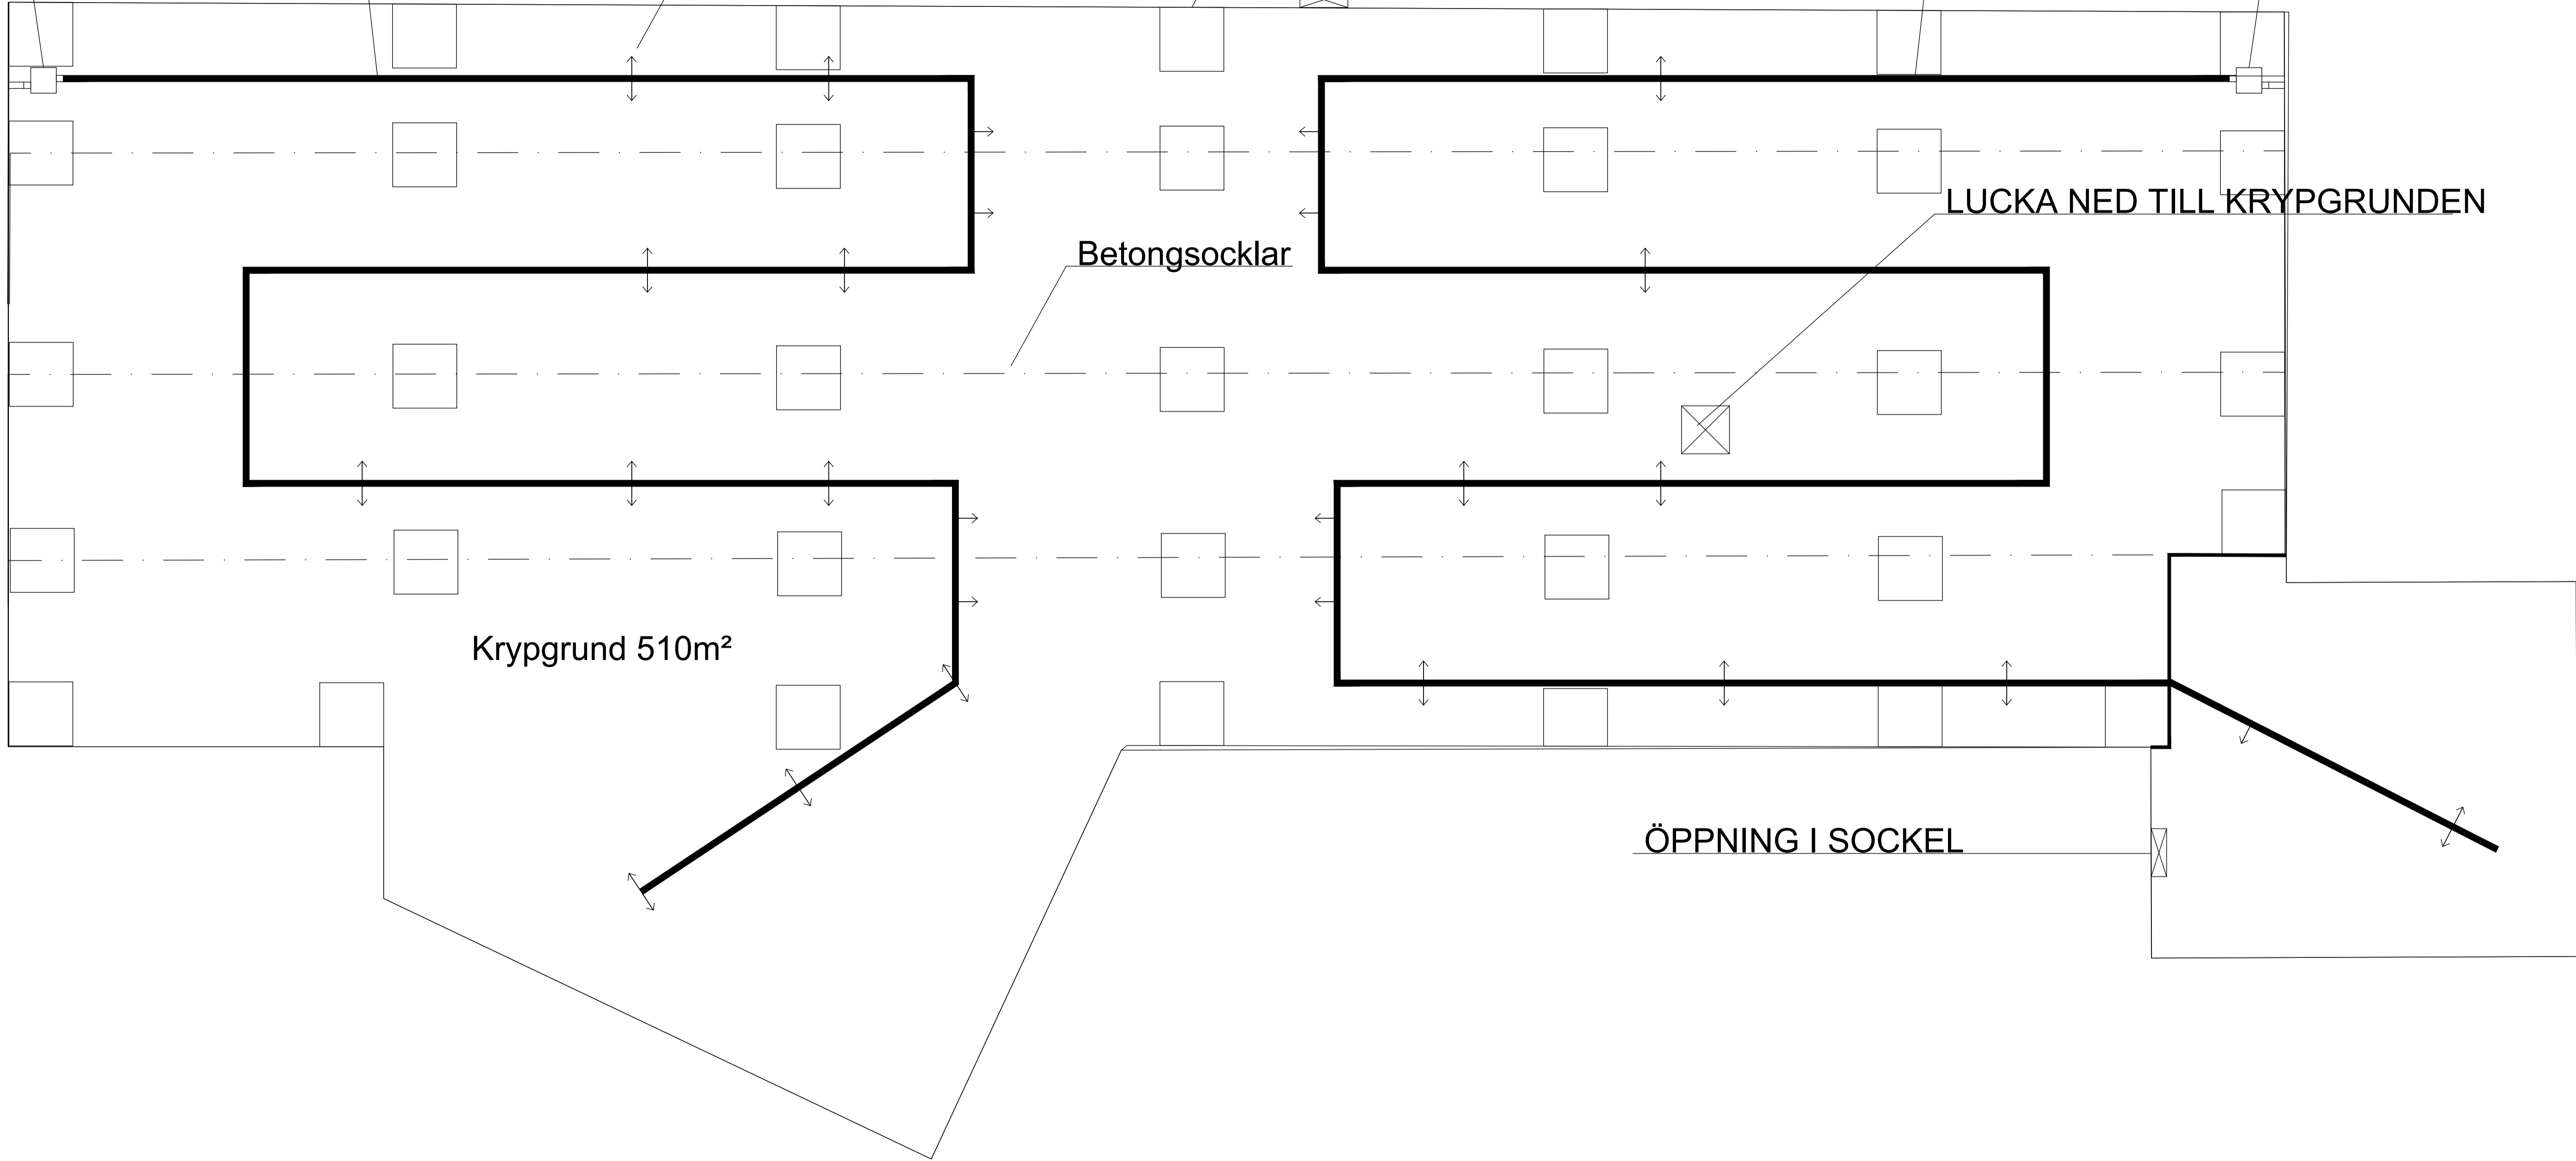 LUCKA NED TILL KRYPGRUNDEN
Betongsocklar
Krypgrund 510m²
ÖPPNING I SOCKEL